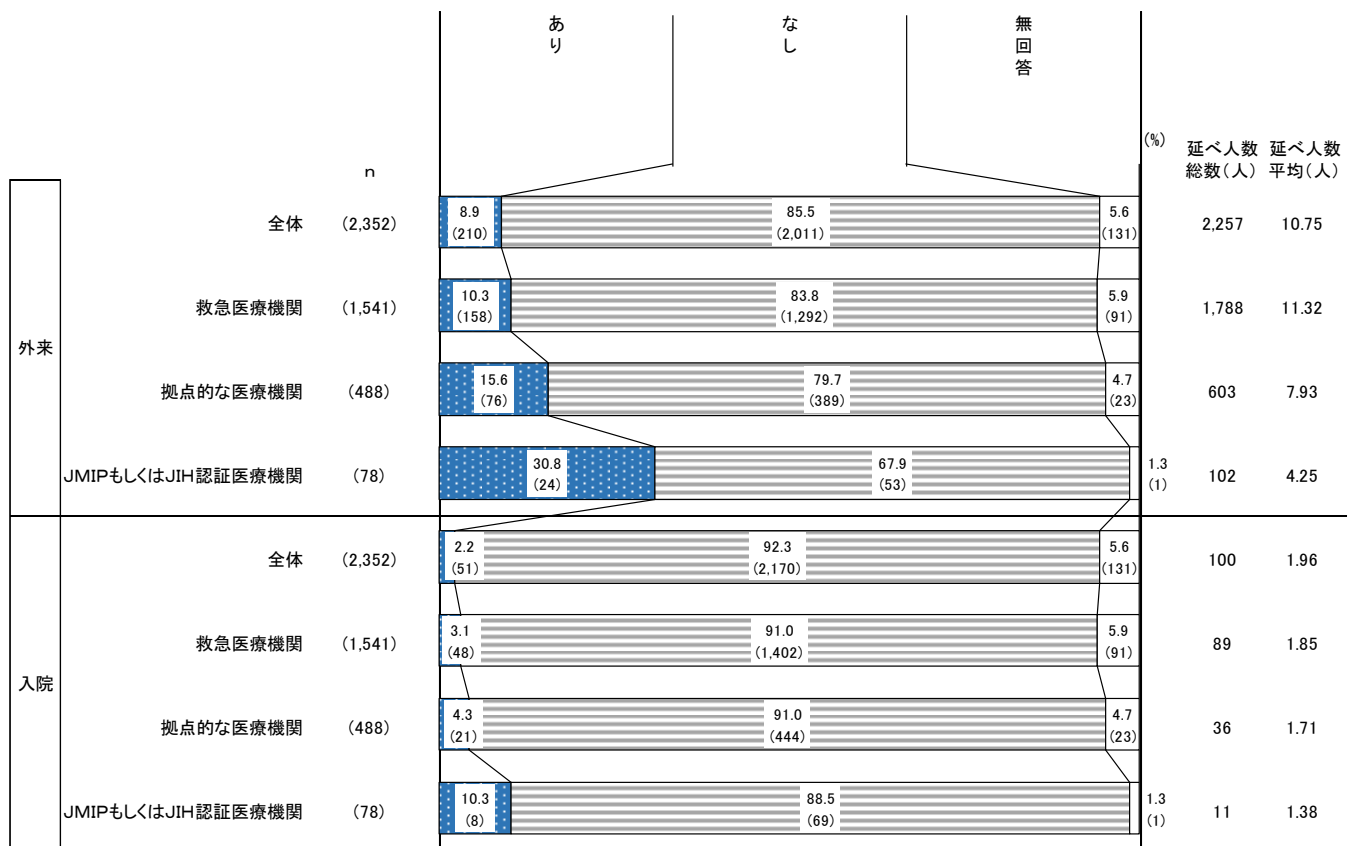 あり
なし
無回答
(%)
延べ人数 延べ人数
総数(人) 平均(人)
n
外来
全体 (2,352) 8.9 85.5 5.6 2,257 10.75
(210) (2,011) (131)
救急医療機関 (1,541) 10.3 83.8 5.9 1,788 11.32
(158) (1,292) (91)
拠点的な医療機関 (488) 15.6 79.7 4.7 603 7.93
(76) (389) (23)
JMIPもしくはJIH認証医療機関 (78) 30.8 67.9 1.3 102 4.25
(24) (53) (1)
入院
全体 (2,352) 2.2 92.3 5.6 100 1.96
(51) (2,170) (131)
救急医療機関 (1,541) 3.1 91.0 5.9 89 1.85
(48) (1,402) (91)
拠点的な医療機関 (488) 4.3 91.0 4.7 36 1.71
(21) (444) (23)
JMIPもしくはJIH認証医療機関 (78) 10.3 88.5 1.3 11 1.38
(8) (69) (1)